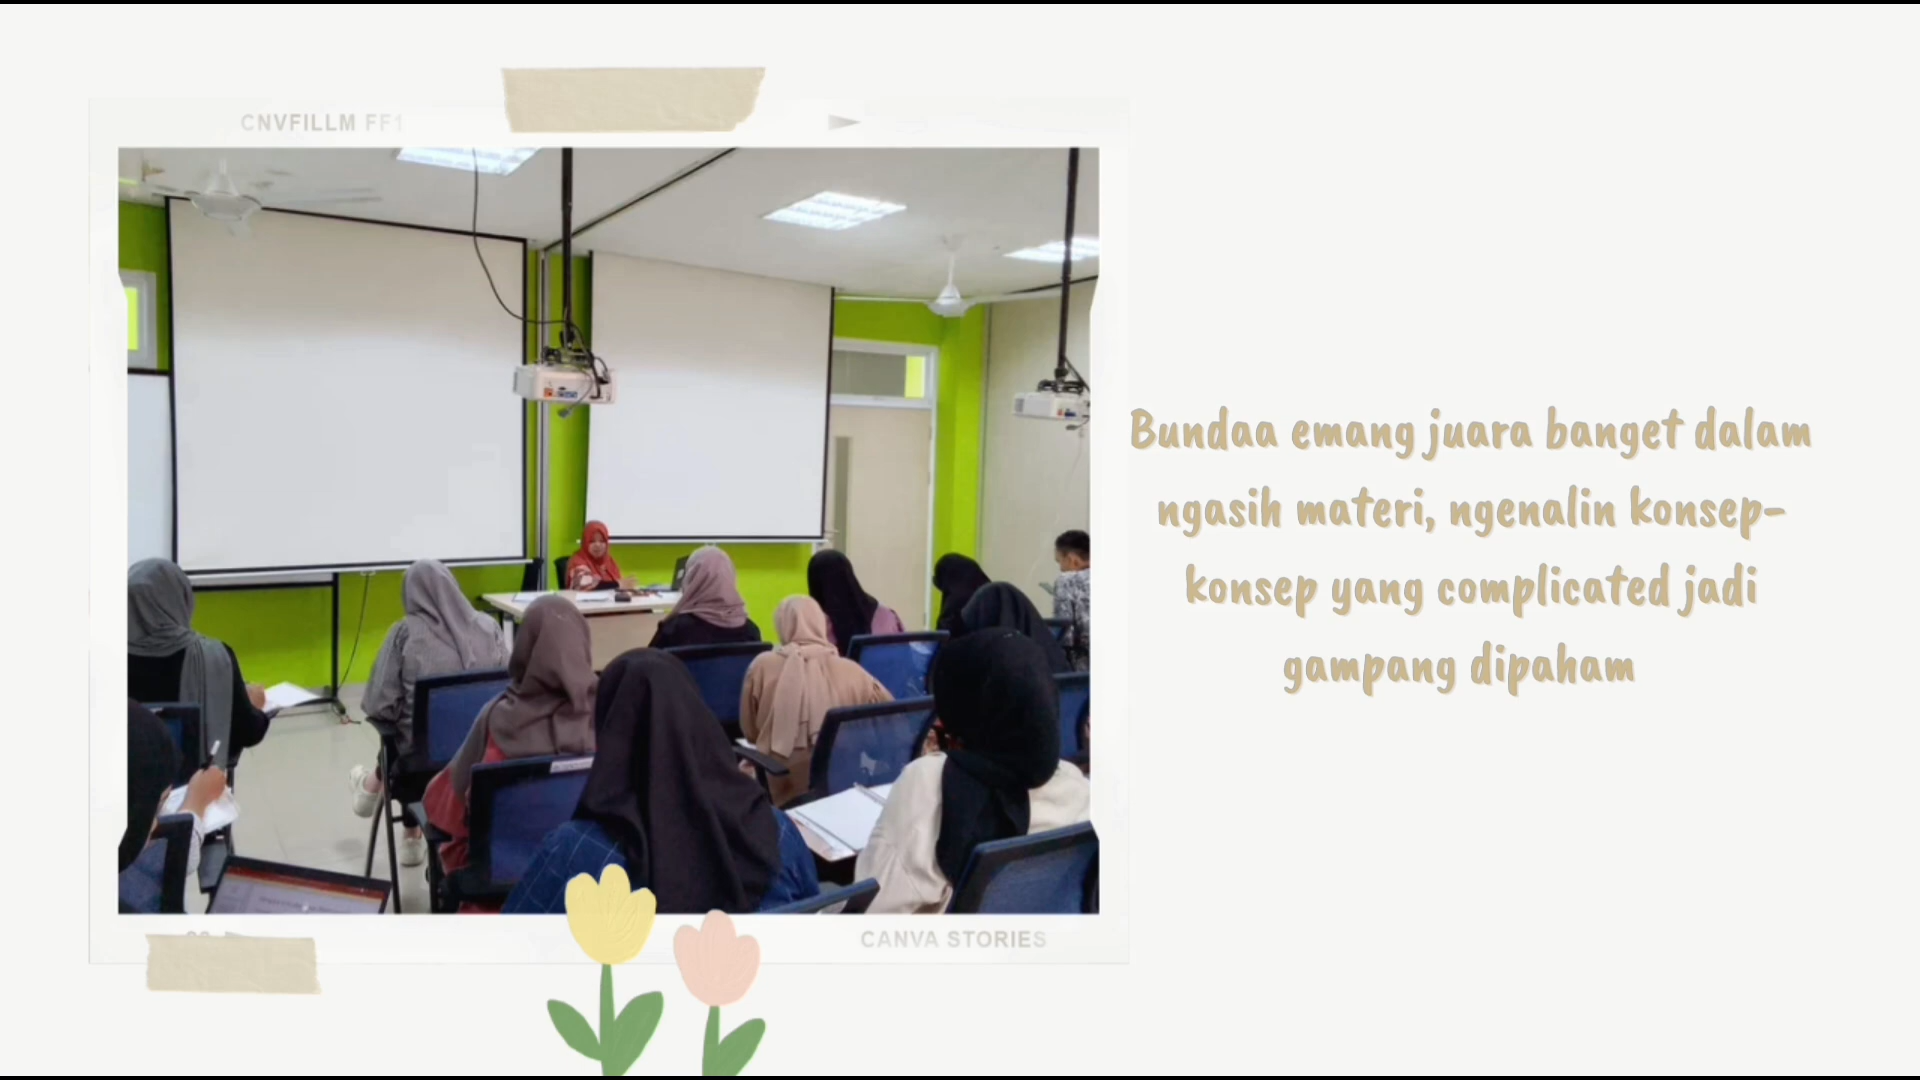 CNVFILLM FF1
Bundaa emang juara banget dalam
ngasih materi, ngenalin konsep-
konsep yang complicated jadi
gampang dipaham
CANVA STORIES